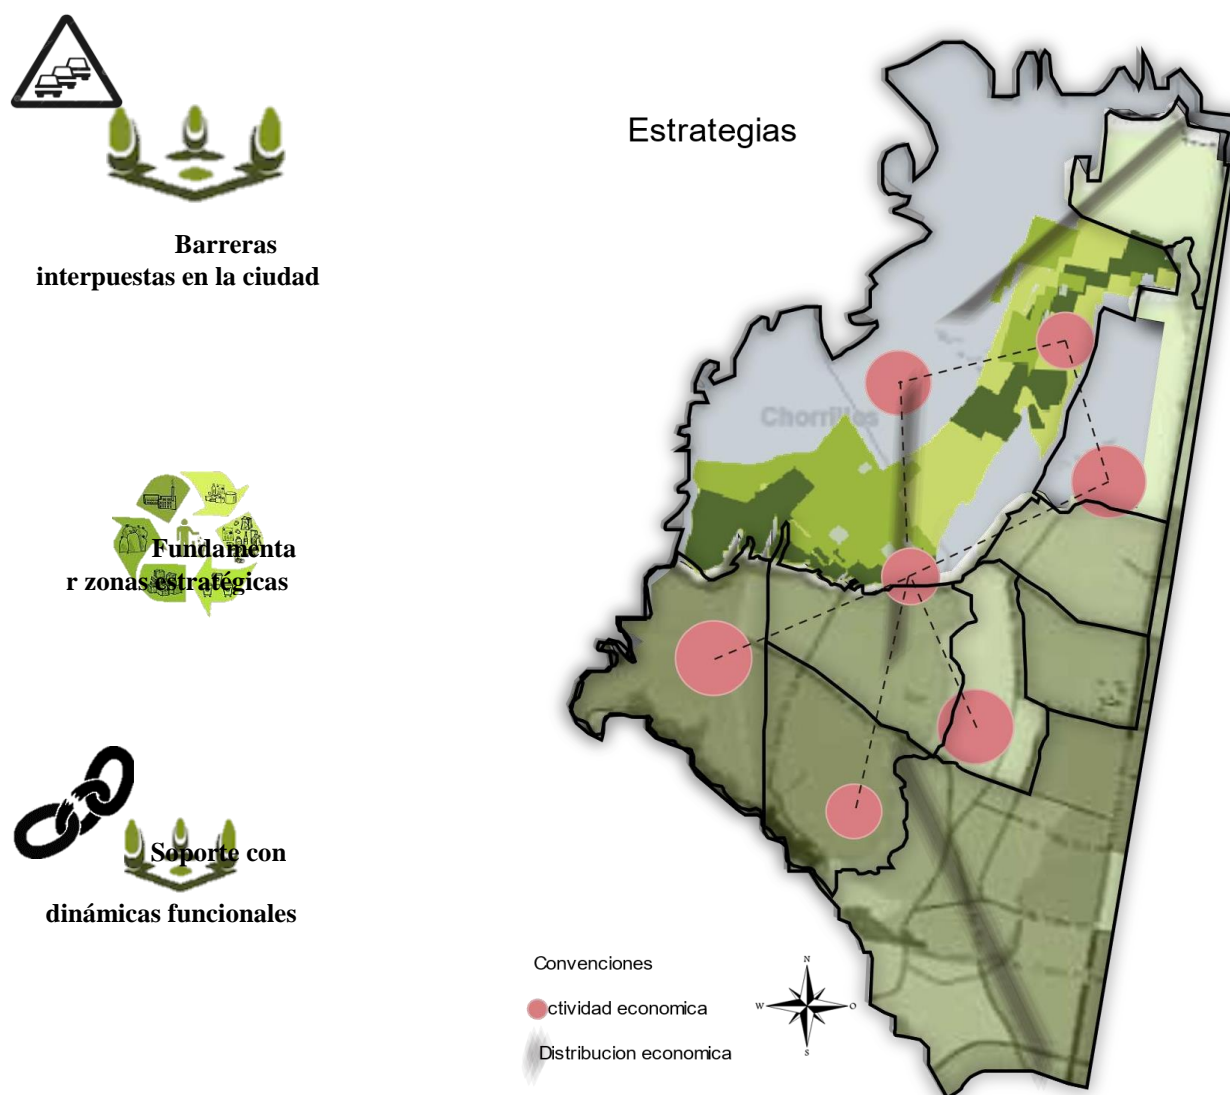 Estrategias
Barreras
interpuestas en la ciudad
Chorrillos
Fundamenta
r zonas estratégicas
Soporte con
dinámicas funcionales
Convenciones
ctividad economica
Distribucion economica
N
W
O
S